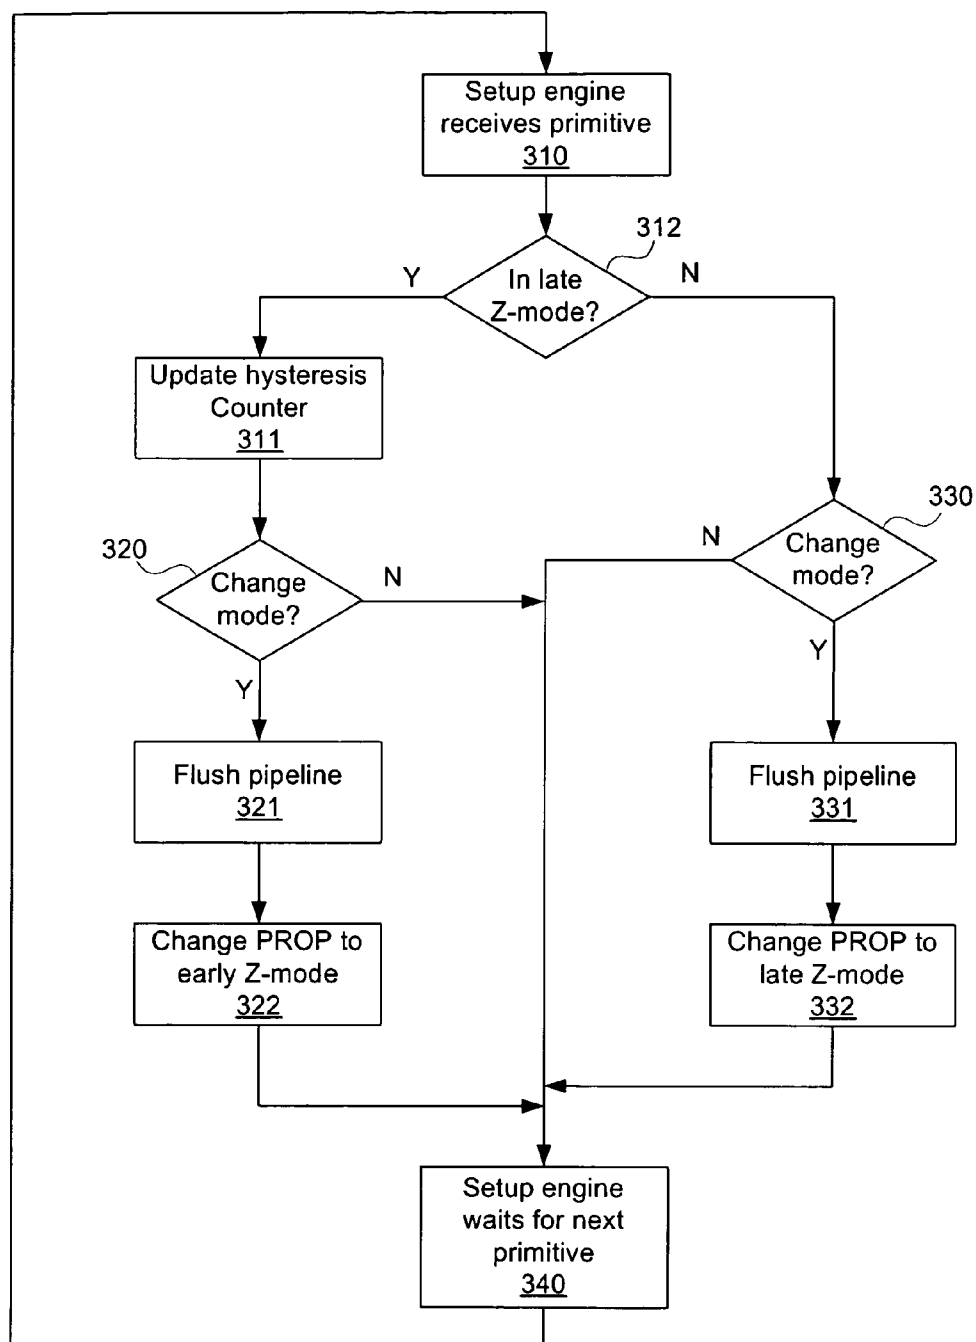 Setup engine
receives primitive
310
312
In late
Z-mode?
Y
N
Update hysteresis
Counter
311
320
Change
mode?
N
Y
330
Change
mode?
N
Y
Flush pipeline
321
Flush pipeline
331
Change PROP to
early Z-mode
322
Change PROP to
late Z-mode
332
Setup engine
waits for next
primitive
340